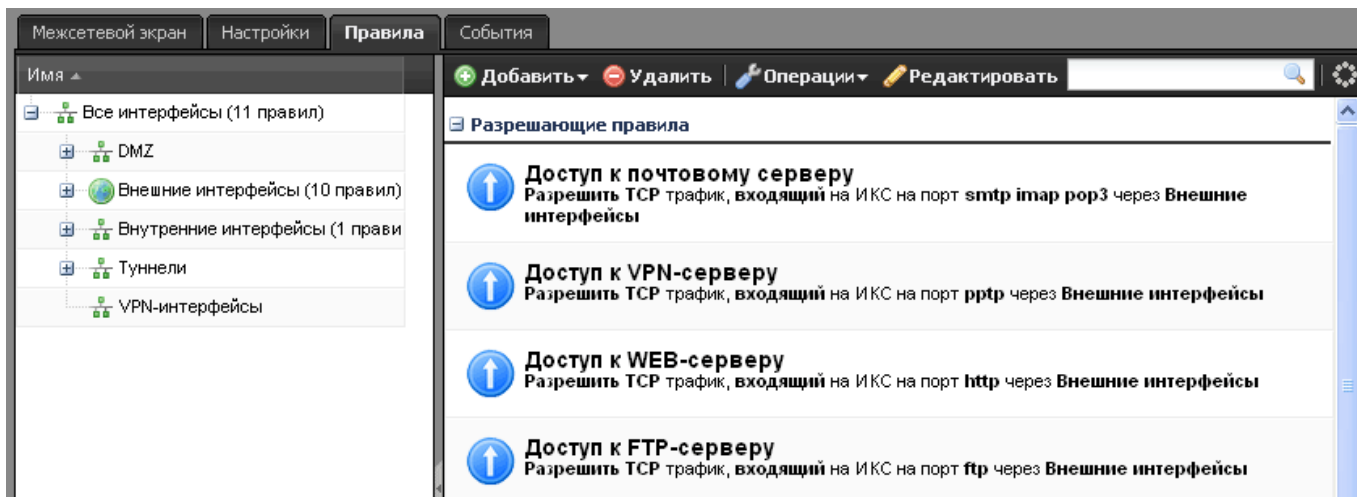 Межсетевой экран
Настройки
Правила
События
Имя
Все интерфейсы (11 правил)
DMZ
Внешние интерфейсы (10 правил)
Внутренние интерфейсы (1 прави
Туннели
VPN-интерфейсы
Добавить
Удалить
Операции
Редактировать
Разрешающие правила
Доступ к почтовому серверу
Разрешить TCP трафик, входящий на ИКС на порт smtp imap pop3 через Внешние
интерфейсы
Доступ к VPN-серверу
Разрешить TCP трафик, входящий на ИКС на порт pptp через Внешние интерфейсы
Доступ к WEB-серверу
Разрешить TCP трафик, входящий на ИКС на порт http через Внешние интерфейсы
Доступ к FTP-серверу
Разрешить TCP трафик, входящий на ИКС на порт ftp через Внешние интерфейсы